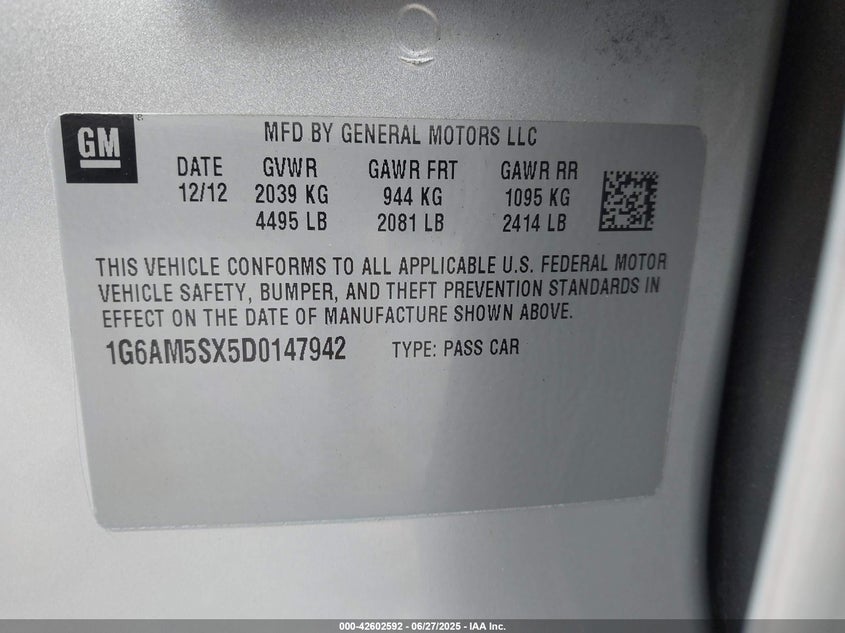 GM
MFD BY GENERAL MOTORS LLC
DATE GVWR GAWR FRT GAWR RR
12/12 2039 KG 944 KG 1095 KG
4495 LB 2081 LB 2414 LB
THIS VEHICLE CONFORMS TO ALL APPLICABLE U.S. FEDERAL MOTOR
VEHICLE SAFETY, BUMPER, AND THEFT PREVENTION STANDARDS IN
EFFECT ON THE DATE OF MANUFACTURE SHOWN ABOVE.
1G6AM5SX5D0147942 TYPE: PASS CAR
000-42602592 - 06/27/2025 - IAA Inc.